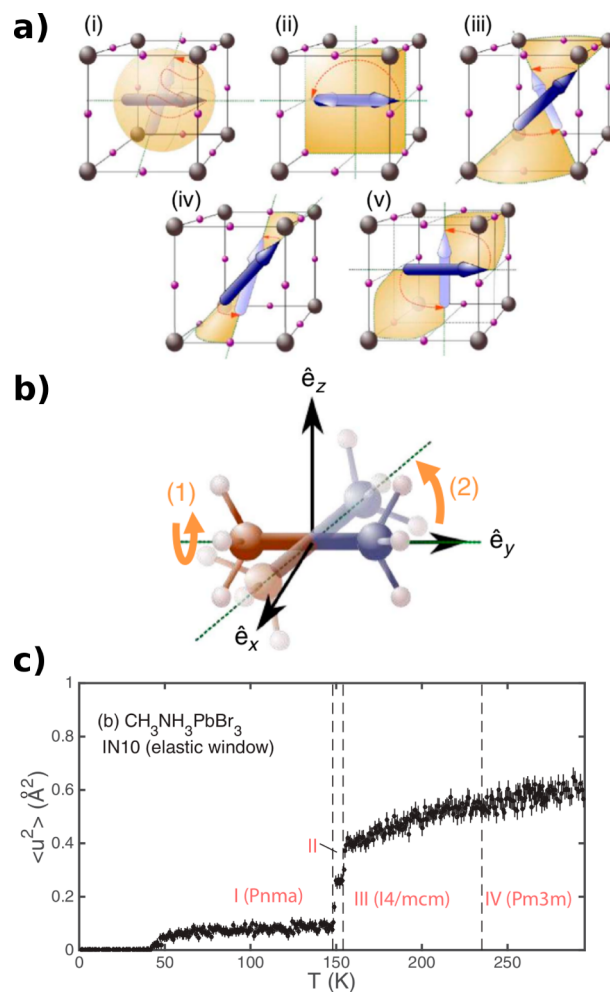 a)
(i)
(ii)
(iii)
(iv)
(v)
b)
ê_z
(1)
(2)
ê_y
ê_x
c)
1
0.8
0.6
0.4
0.2
0
<u²> (Å²)
(b) CH₃NH₃PbBr₃
IN10 (elastic window)
II
I (Pnma)
III (I4/mcm)
IV (Pm3m)
0 50 100 150 200 250
T (K)